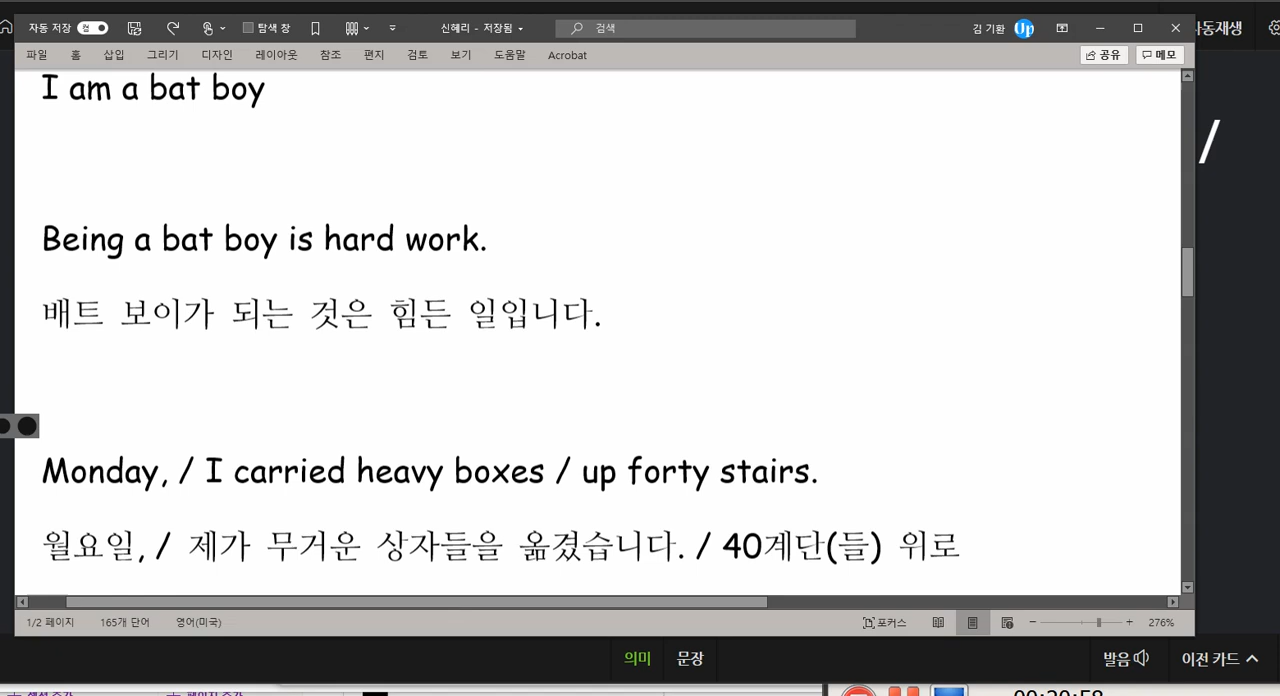 자동 저장 켬 탐색 창 신혜리 - 저장됨 검색 김 기환 Up 자동재생
파일 홈 삽입 그리기 디자인 레이아웃 참조 편지 검토 보기 도움말 Acrobat 공유 메모
I am a bat boy
/
Being a bat boy is hard work.
배트 보이가 되는 것은 힘든 일입니다.
Monday, / I carried heavy boxes / up forty stairs.
월요일, / 제가 무거운 상자들을 옮겼습니다. / 40계단(들) 위로
1/2 페이지 165개 단어 영어(미국) 포커스 276%
의미 문장 발음 이전 카드